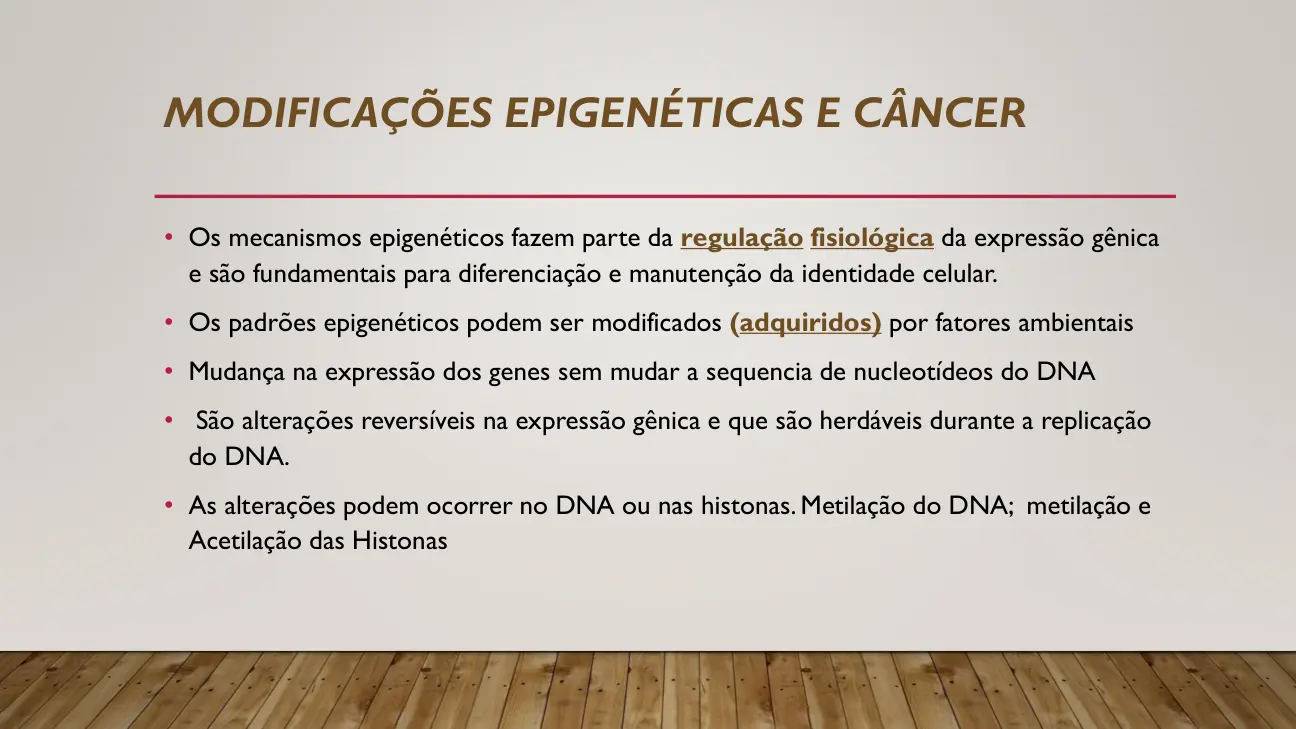 MODIFICAÇÕES EPIGENÉTICAS E CÂNCER
• Os mecanismos epigenéticos fazem parte da regulação fisiológica da expressão gênica
e são fundamentais para diferenciação e manutenção da identidade celular.
• Os padrões epigenéticos podem ser modificados (adquiridos) por fatores ambientais
• Mudança na expressão dos genes sem mudar a sequencia de nucleotídeos do DNA
• São alterações reversíveis na expressão gênica e que são herdáveis durante a replicação
do DNA.
• As alterações podem ocorrer no DNA ou nas histonas. Metilação do DNA; metilação e
Acetilação das Histonas